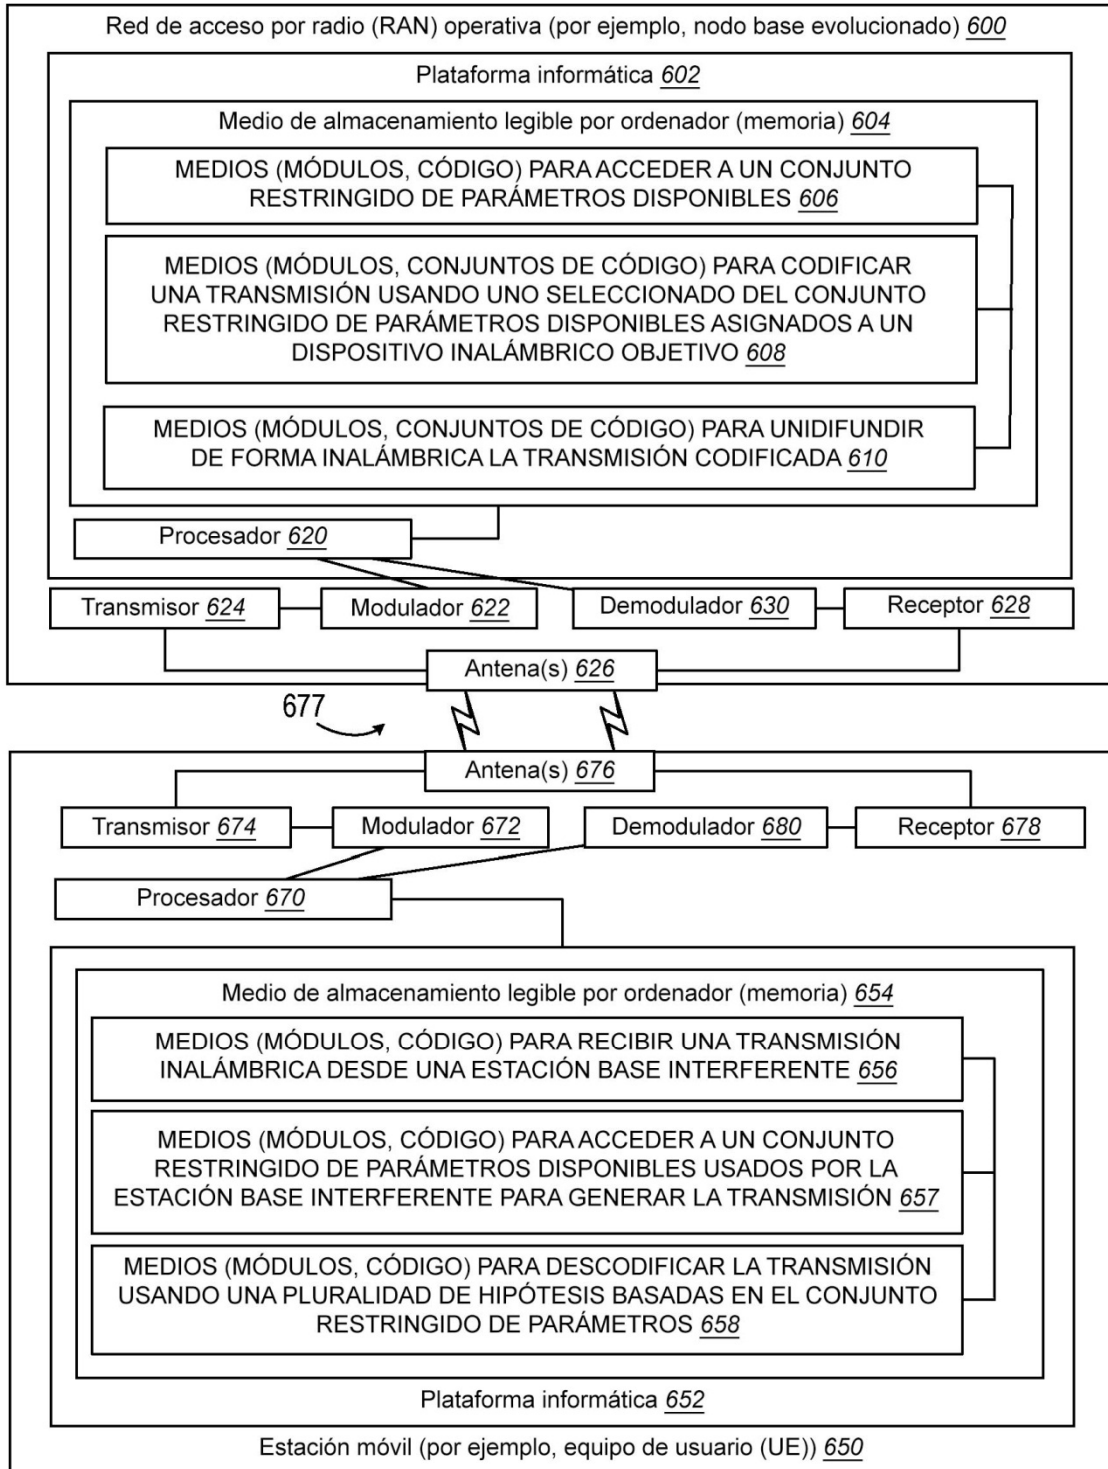 Red de acceso por radio (RAN) operativa (por ejemplo, nodo base evolucionado) 600
Plataforma informática 602
Medio de almacenamiento legible por ordenador (memoria) 604
MEDIOS (MÓDULOS, CÓDIGO) PARA ACCEDER A UN CONJUNTO
RESTRINGIDO DE PARÁMETROS DISPONIBLES 606
MEDIOS (MÓDULOS, CONJUNTOS DE CÓDIGO) PARA CODIFICAR
UNA TRANSMISIÓN USANDO UNO SELECCIONADO DEL CONJUNTO
RESTRINGIDO DE PARÁMETROS DISPONIBLES ASIGNADOS A UN
DISPOSITIVO INALÁMBRICO OBJETIVO 608
MEDIOS (MÓDULOS, CONJUNTOS DE CÓDIGO) PARA UNIDIFUNDIR
DE FORMA INALÁMBRICA LA TRANSMISIÓN CODIFICADA 610
Procesador 620
Transmisor 624
Modulador 622
Demodulador 630
Receptor 628
Antena(s) 626
677
Antena(s) 676
Transmisor 674
Modulador 672
Demodulador 680
Receptor 678
Procesador 670
Medio de almacenamiento legible por ordenador (memoria) 654
MEDIOS (MÓDULOS, CÓDIGO) PARA RECIBIR UNA TRANSMISIÓN
INALÁMBRICA DESDE UNA ESTACIÓN BASE INTERFERENTE 656
MEDIOS (MÓDULOS, CÓDIGO) PARA ACCEDER A UN CONJUNTO
RESTRINGIDO DE PARÁMETROS DISPONIBLES USADOS POR LA
ESTACIÓN BASE INTERFERENTE PARA GENERAR LA TRANSMISIÓN 657
MEDIOS (MÓDULOS, CÓDIGO) PARA DESCODIFICAR LA TRANSMISIÓN
USANDO UNA PLURALIDAD DE HIPÓTESIS BASADAS EN EL CONJUNTO
RESTRINGIDO DE PARÁMETROS 658
Plataforma informática 652
Estación móvil (por ejemplo, equipo de usuario (UE)) 650